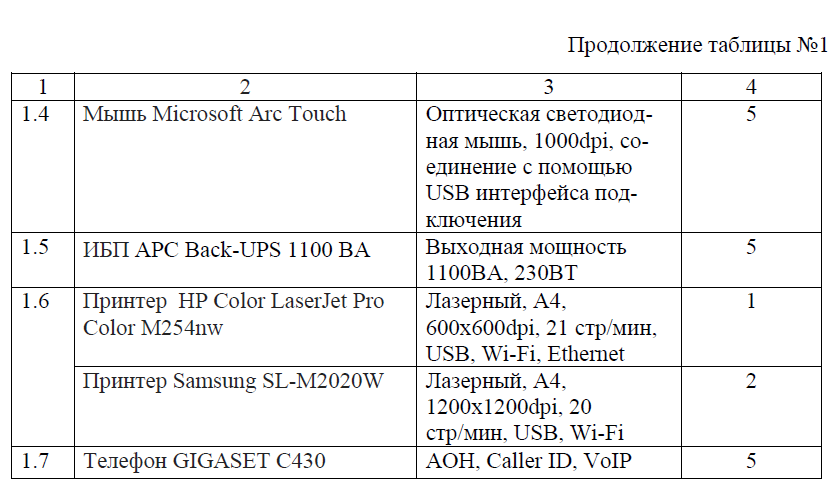 Продолжение таблицы №1
1 2 3 4
1.4 Мышь Microsoft Arc Touch Оптическая светодиод- 5
ная мышь, 1000dpi, со-
единение с помощью
USB интерфейса под-
ключения
1.5 ИБП APC Back-UPS 1100 ВА Выходная мощность 5
1100ВА, 230ВТ
1.6 Принтер HP Color LaserJet Pro Лазерный, А4, 1
Color M254nw 600x600dpi, 21 стр/мин,
USB, Wi-Fi, Ethernet
Принтер Samsung SL-M2020W Лазерный, А4, 2
1200x1200dpi, 20
стр/мин, USB, Wi-Fi
1.7 Телефон GIGASET C430 АОН, Caller ID, VoIP 5